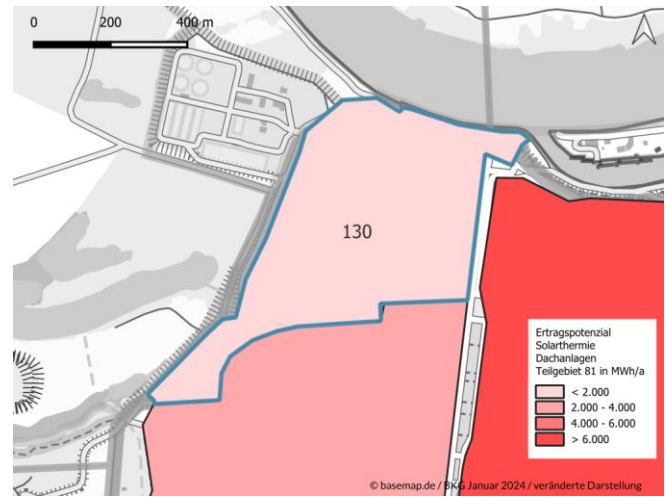 0 200 400 m
130
Ertragspotenzial
Solarthermie
Dachanlagen
Teilgebiet 81 in MWh/a
< 2.000
2.000 - 4.000
4.000 - 6.000
> 6.000
© basemap.de / BKG Januar 2024 / veränderte Darstellung